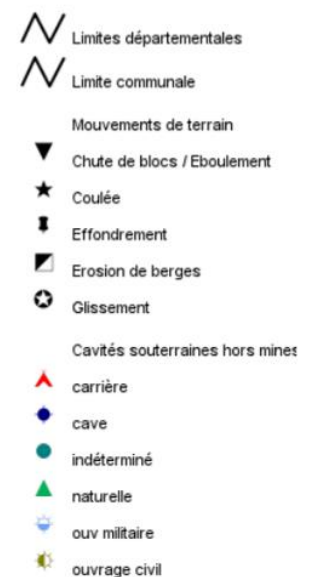 Limites départementales
Limite communale
Mouvements de terrain
Chute de blocs / Eboulement
Coulée
Effondrement
Erosion de berges
Glissement
Cavités souterraines hors mines
carrière
cave
indéterminé
naturelle
ouv militaire
ouvrage civil